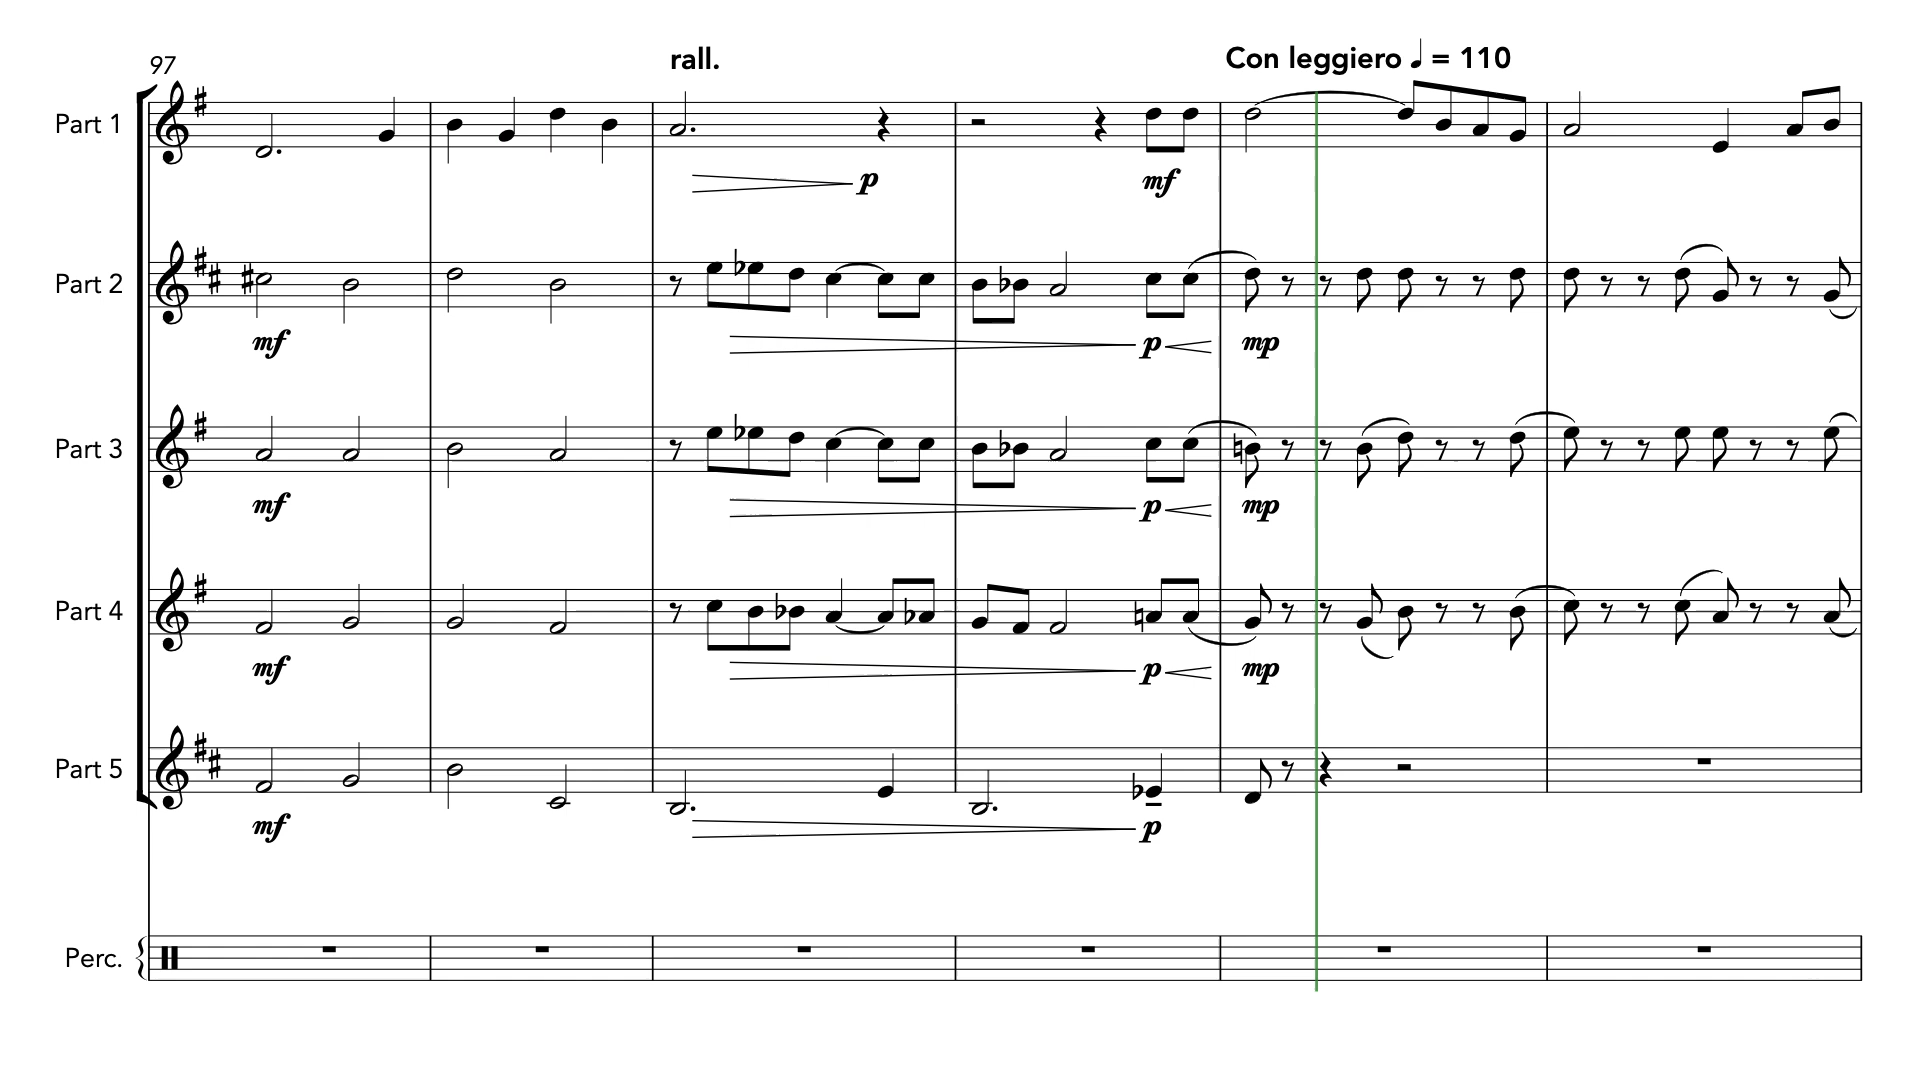 97
rall.
Con leggiero ♩ = 110
Part 1
p
mf
Part 2
mf
p
mp
Part 3
mf
p
mp
Part 4
mf
p
mp
Part 5
mf
p
Perc.